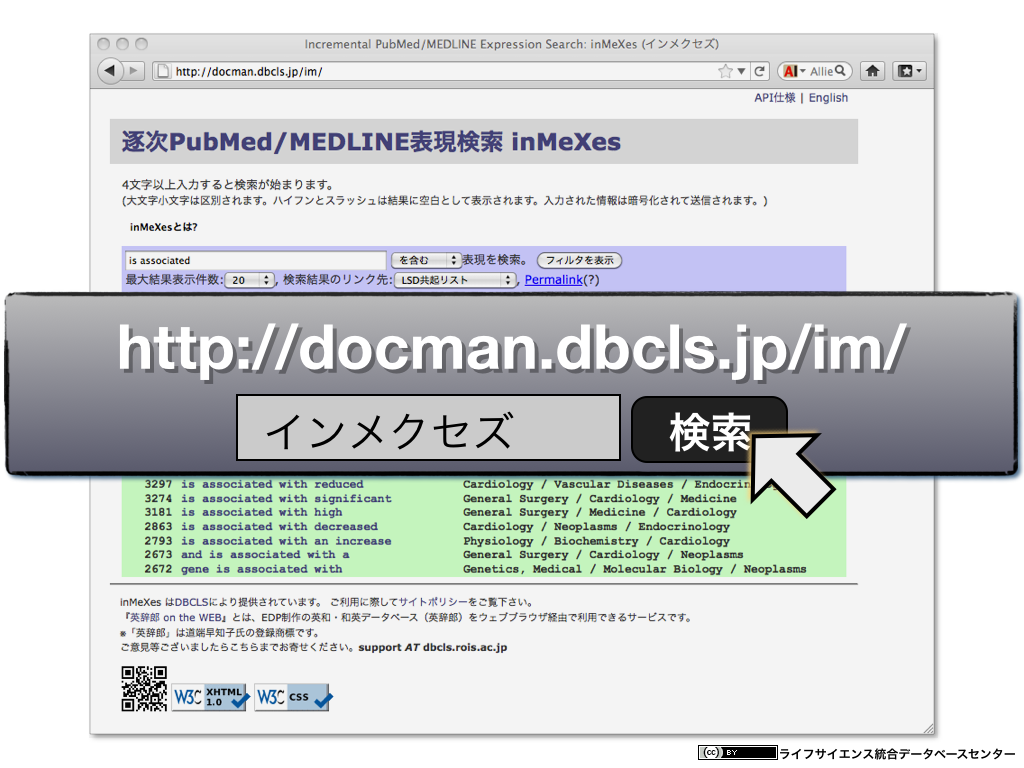 Incremental PubMed/MEDLINE Expression Search: inMeXes (インメクセズ)
http://docman.dbcls.jp/im/
AI Allie
API仕様 | English
逐次PubMed/MEDLINE表現検索 inMeXes
4文字以上入力すると検索が始まります。
(大文字小文字は区別されます。ハイフンとスラッシュは結果に空白として表示されます。入力された情報は暗号化されて送信されます。)
inMeXesとは?
is associated を含む 表現を検索。 フィルタを表示
最大結果表示件数: 20 , 検索結果のリンク先: LSD共起リスト , Permalink(?)
http://docman.dbcls.jp/im/
インメクセズ 検索
3297 is associated with reduced Cardiology / Vascular Diseases / Endocrin
3274 is associated with significant General Surgery / Cardiology / Medicine
3181 is associated with high General Surgery / Medicine / Cardiology
2863 is associated with decreased Cardiology / Neoplasms / Endocrinology
2793 is associated with an increase Physiology / Biochemistry / Cardiology
2673 and is associated with a General Surgery / Cardiology / Neoplasms
2672 gene is associated with Genetics, Medical / Molecular Biology / Neoplasms
inMeXes はDBCLSにより提供されています。 ご利用に際してサイトポリシーをご覧下さい。
『英辞郎 on the WEB』とは、EDP制作の英和・和英データベース（英辞郎）をウェブブラウザ経由で利用できるサービスです。
※「英辞郎」は道端早知子氏の登録商標です。
ご意見等ございましたらこちらまでお寄せください。support AT dbcls.rois.ac.jp
W3C XHTML 1.0 W3C CSS
cc BY ライフサイエンス統合データベースセンター